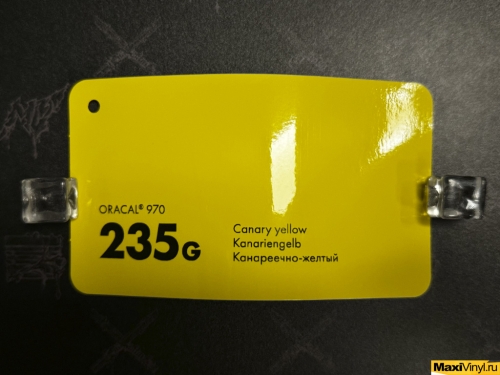 ORACAL® 970
235G
Canary yellow
Kanariengelb
Канареечно-желтый
MaxiVinyl.ru